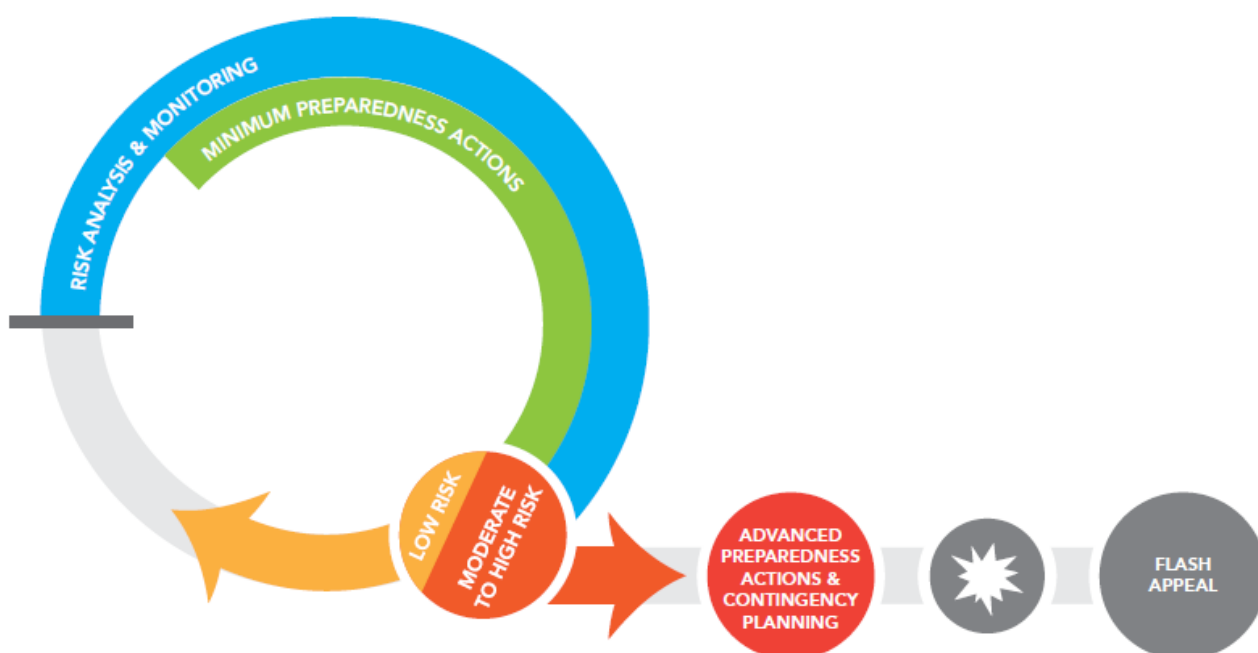 RISK ANALYSIS & MONITORING
MINIMUM PREPAREDNESS ACTIONS
LOW RISK
MODERATE
TO HIGH RISK
ADVANCED
PREPAREDNESS
ACTIONS &
CONTINGENCY
PLANNING
FLASH
APPEAL